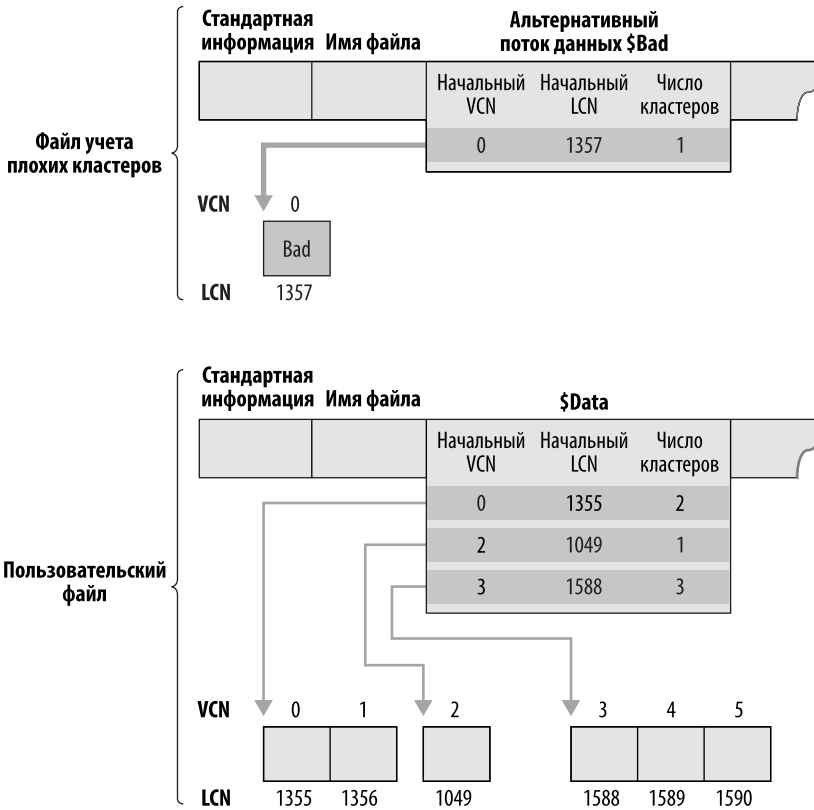 Стандартная информация
Имя файла
Альтернативный поток данных $Bad
Начальный VCN
Начальный LCN
Число кластеров
0 1357 1
Файл учета плохих кластеров
VCN 0
Bad
LCN 1357
Стандартная информация
Имя файла
$Data
Начальный VCN
Начальный LCN
Число кластеров
0 1355 2
2 1049 1
3 1588 3
Пользовательский файл
VCN 0 1 2 3 4 5
LCN 1355 1356 1049 1588 1589 1590